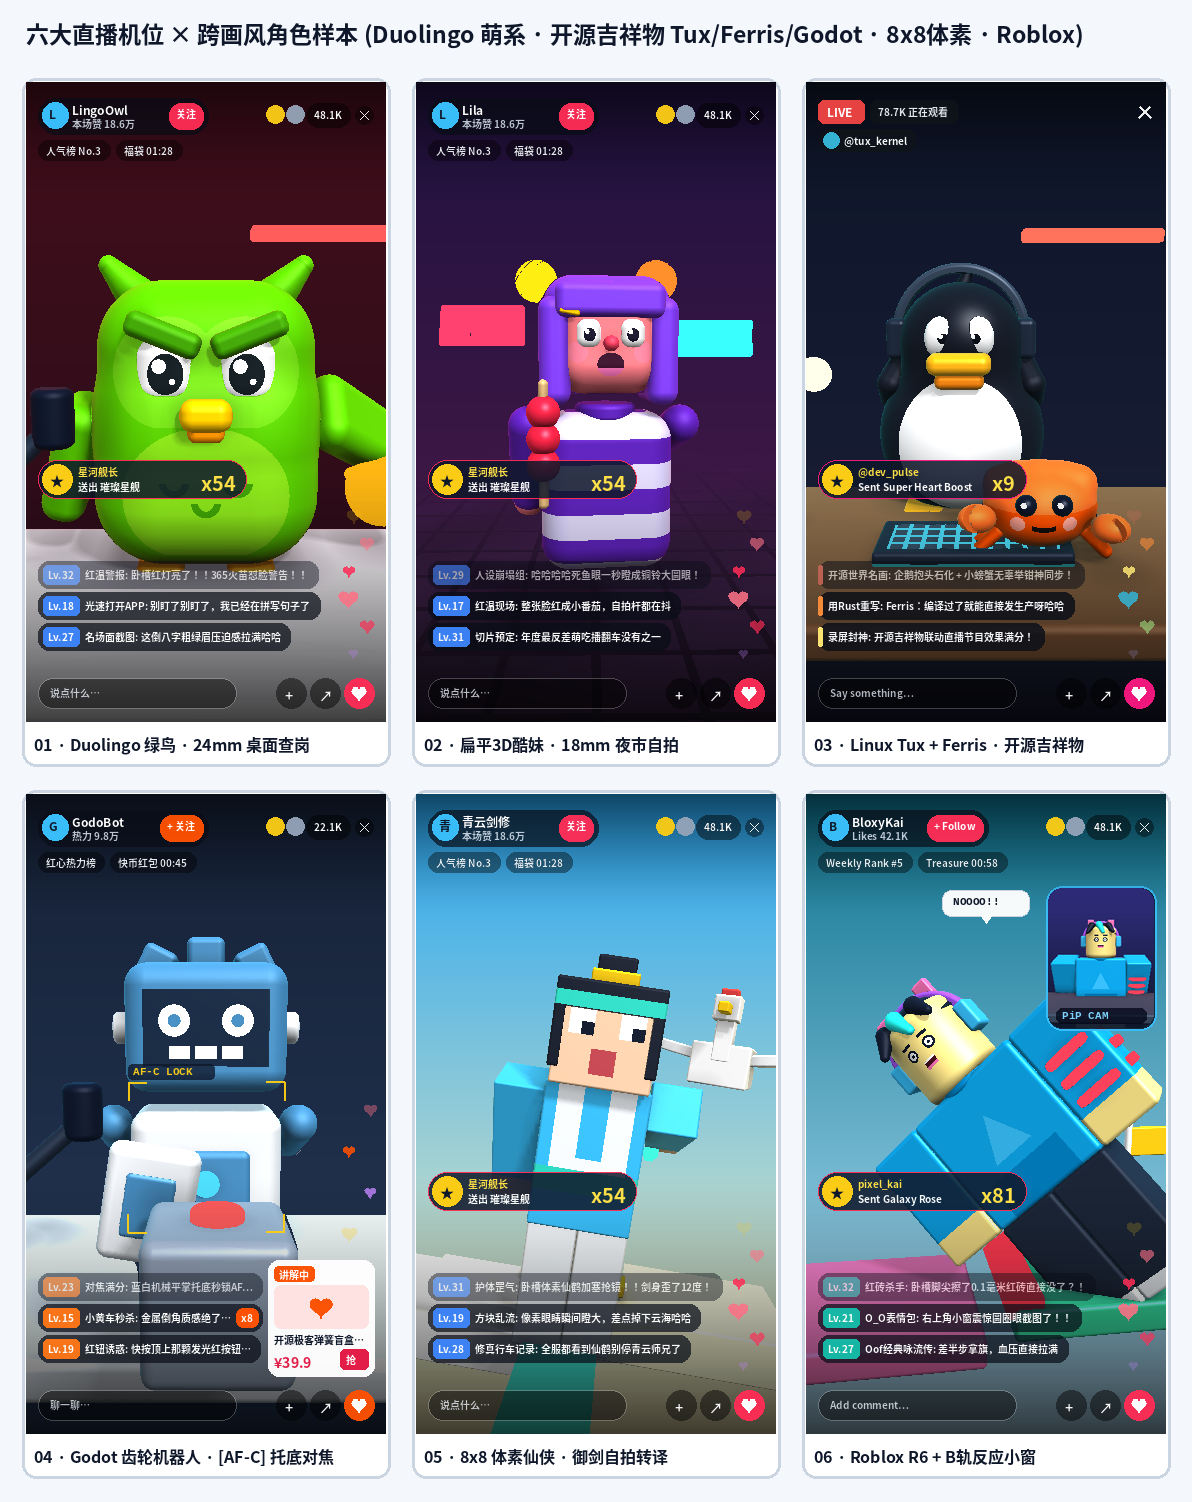 六大直播机位 × 跨画风角色样本 (Duolingo 萌系 · 开源吉祥物 Tux/Ferris/Godot · 8x8体素 · Roblox)
L LingoOwl
本场赞 18.6万
关注
48.1K
人气榜 No.3 福袋 01:28
星河舰长
送出 璀璨星舰 x54
Lv.32 红温警报: 卧槽红灯亮了！！365火苗怼脸警告！！
Lv.18 光速打开APP: 别盯了别盯了，我已经在拼写句子了
Lv.27 名场面截图: 这倒八字粗绿眉压迫感拉满哈哈
说点什么…
+ ↗
01 · Duolingo 绿鸟 · 24mm 桌面查岗
L Lila
本场赞 18.6万
关注
48.1K
人气榜 No.3 福袋 01:28
星河舰长
送出 璀璨星舰 x54
Lv.29 人设崩塌组: 哈哈哈哈死鱼眼一秒瞪成铜铃大圆眼！
Lv.17 红温现场: 整张脸红成小番茄，自拍杆都在抖
Lv.31 切片预定: 年度最反差萌吃播翻车没有之一
说点什么…
+ ↗
02 · 扁平3D酷妹 · 18mm 夜市自拍
LIVE 78.7K 正在观看
@tux_kernel
@dev_pulse
Sent Super Heart Boost x9
开源世界名画: 企鹅抱头石化 + 小螃蟹无辜举钳神同步！
用Rust重写: Ferris：编译过了就能直接发生产呀哈哈
录屏封神: 开源吉祥物联动直播节目效果满分！
Say something...
+ ↗
03 · Linux Tux + Ferris · 开源吉祥物
G GodoBot
热力 9.8万
+ 关注
22.1K
红心热力榜 快币红包 00:45
AF-C LOCK
Lv.23 对焦满分: 蓝白机械平掌托底秒锁AF…
Lv.15 小黄车秒杀: 金属倒角质感绝了… x8
Lv.19 红钮诱惑: 快按顶上那颗发光红按钮…
讲解中
开源极客弹簧盲盒…
¥39.9 抢
聊一聊…
+ ↗
04 · Godot 齿轮机器人 · [AF-C] 托底对焦
青 青云剑修
本场赞 18.6万
关注
48.1K
人气榜 No.3 福袋 01:28
星河舰长
送出 璀璨星舰 x54
Lv.31 护体罡气: 卧槽体素仙鹤加塞抢镜！！剑身歪了12度！
Lv.19 方块乱流: 像素眼睛瞬间瞪大，差点掉下云海哈哈
Lv.28 修真行车记录: 全服都看到仙鹤别停青云师兄了
说点什么…
+ ↗
05 · 8x8 体素仙侠 · 御剑自拍转译
B BloxyKai
Likes 42.1K
+ Follow
48.1K
Weekly Rank #5 Treasure 00:58
NOOOO!!
PiP CAM
pixel_kai
Sent Galaxy Rose x81
Lv.32 红砖杀手: 卧槽脚尖擦了0.1毫米红砖直接没了？！
Lv.21 O_O表情包: 右上角小窗震惊圆圈眼截图了！！
Lv.27 Oof经典咏流传: 差半步拿旗，血压直接拉满
Add comment...
+ ↗
06 · Roblox R6 + B轨反应小窗